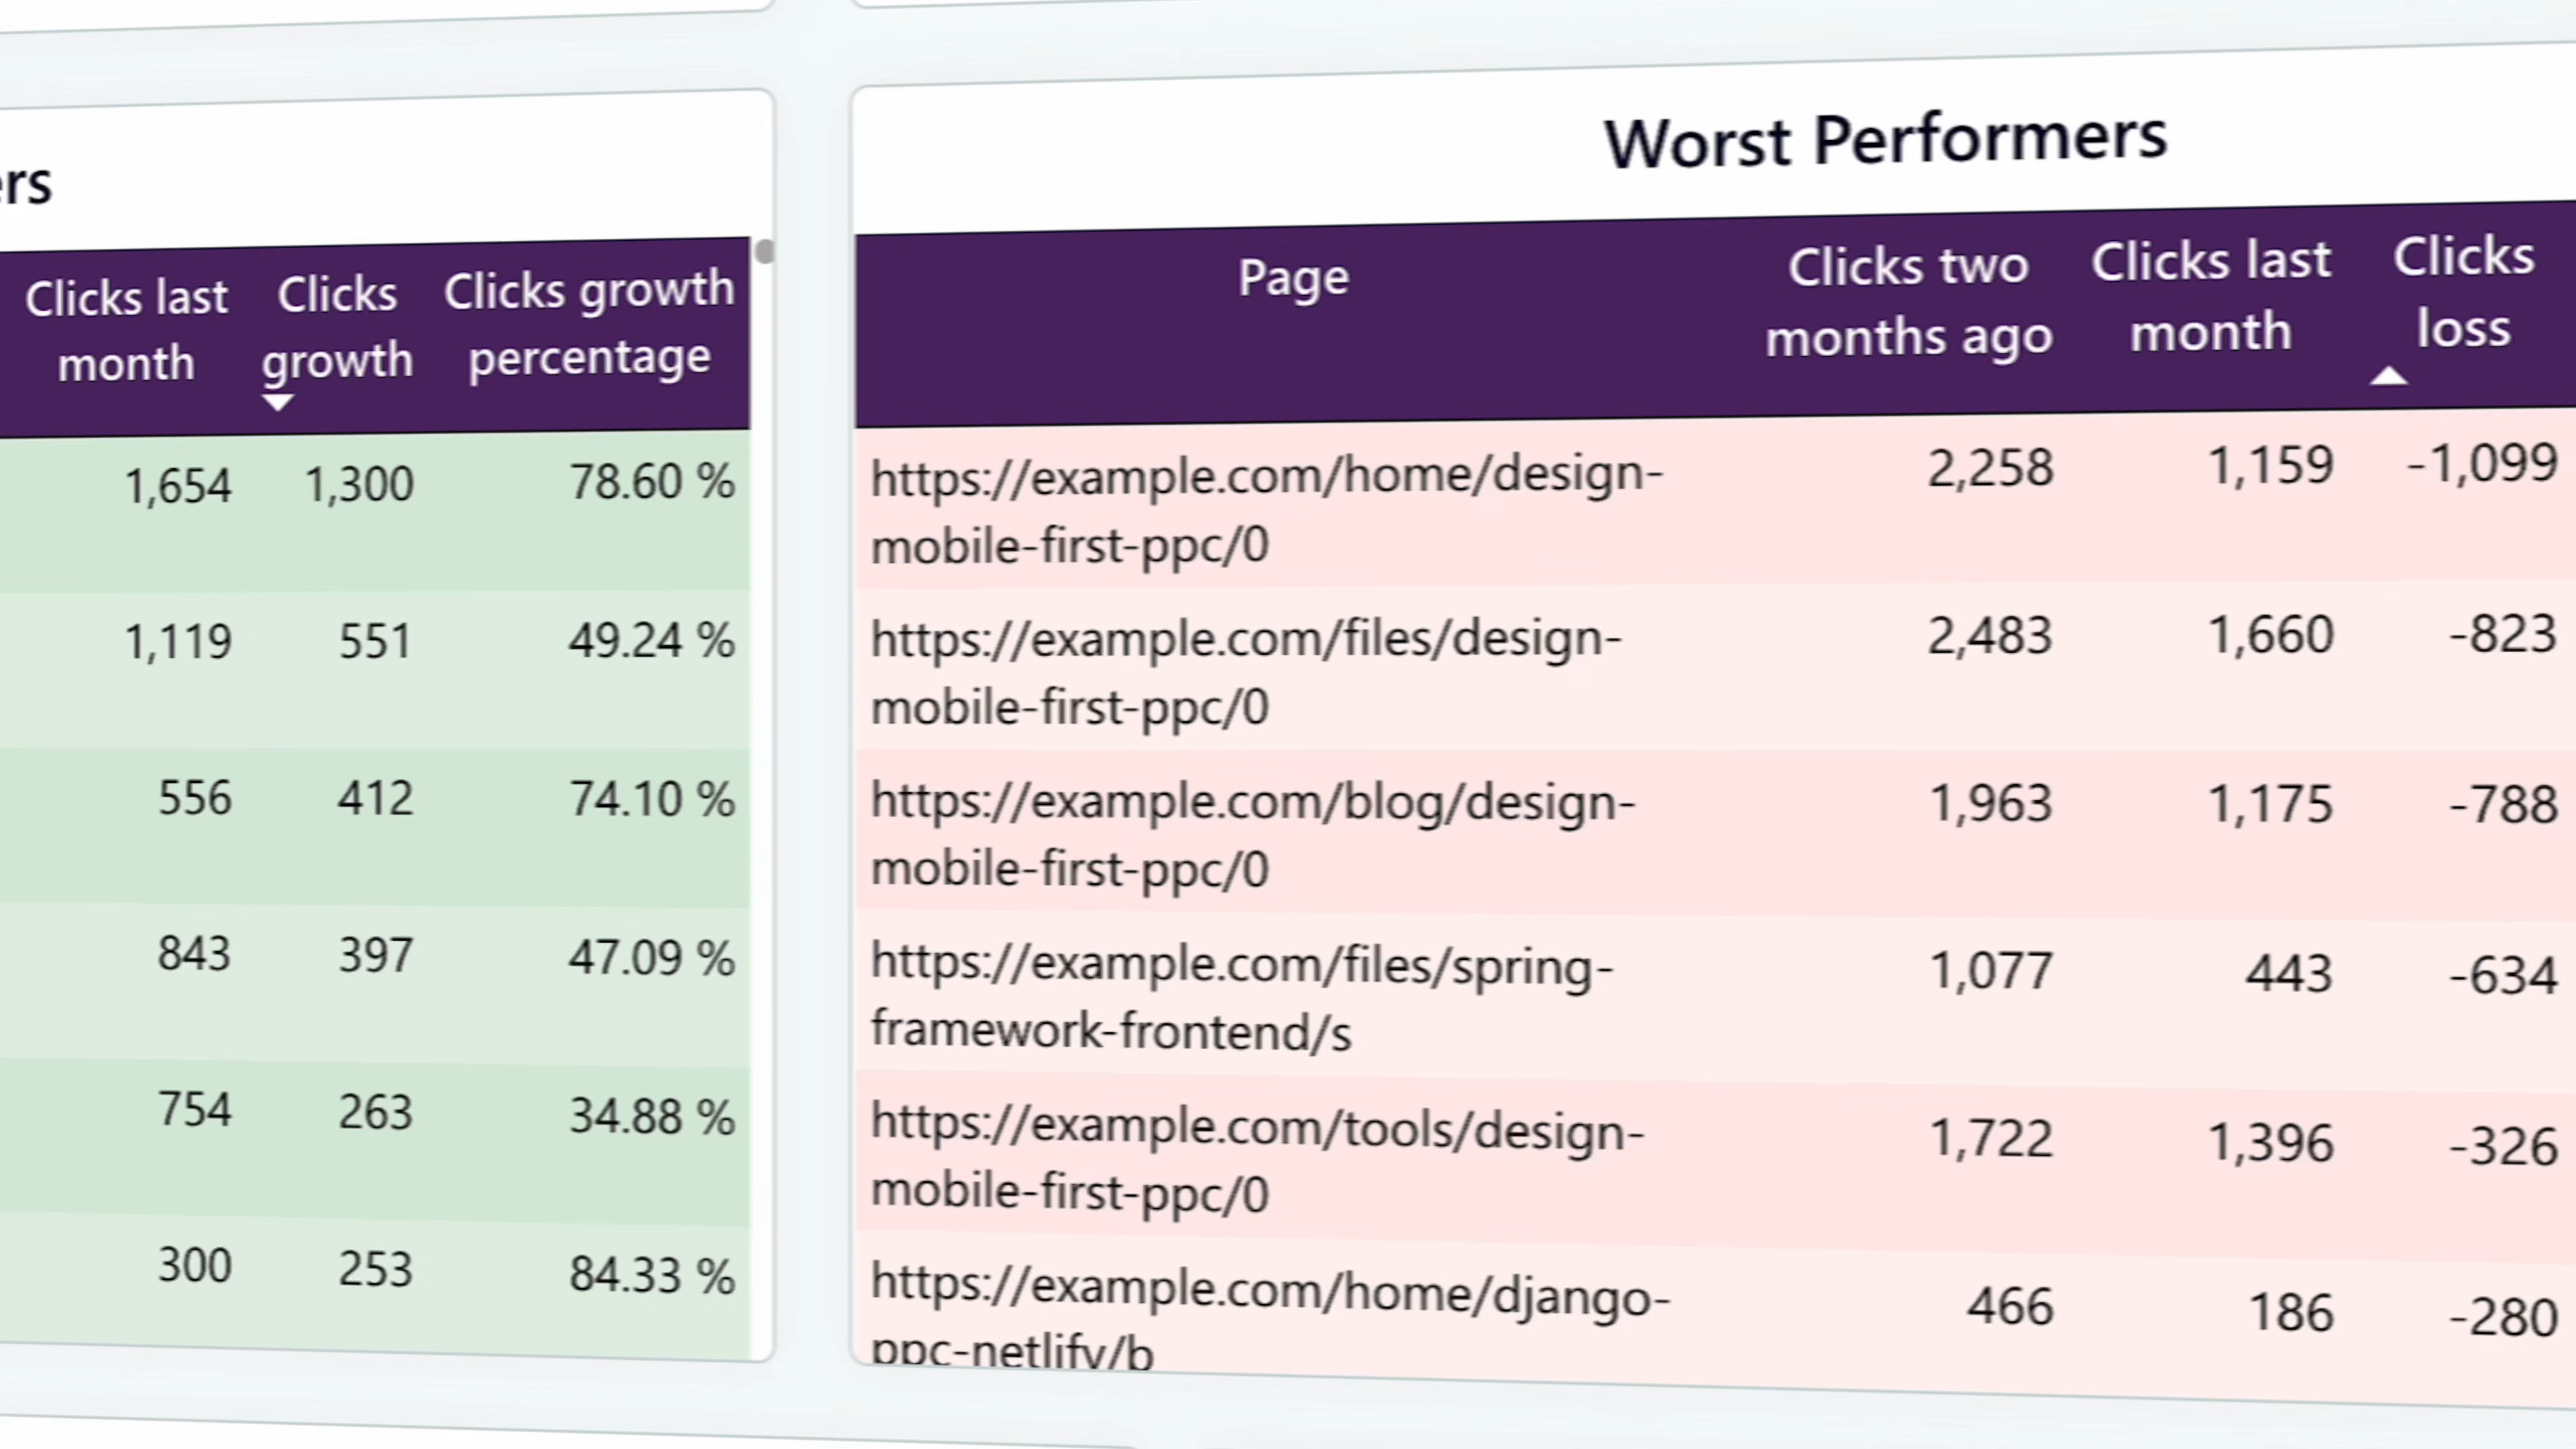 ers
Clicks last month Clicks growth Clicks growth percentage
1,654 1,300 78.60 %
1,119 551 49.24 %
556 412 74.10 %
843 397 47.09 %
754 263 34.88 %
300 253 84.33 %
Worst Performers
Page Clicks two months ago Clicks last month Clicks loss
https://example.com/home/design- 2,258 1,159 -1,099
mobile-first-ppc/0
https://example.com/files/design- 2,483 1,660 -823
mobile-first-ppc/0
https://example.com/blog/design- 1,963 1,175 -788
mobile-first-ppc/0
https://example.com/files/spring- 1,077 443 -634
framework-frontend/s
https://example.com/tools/design- 1,722 1,396 -326
mobile-first-ppc/0
https://example.com/home/django- 466 186 -280
ppc-netlify/b